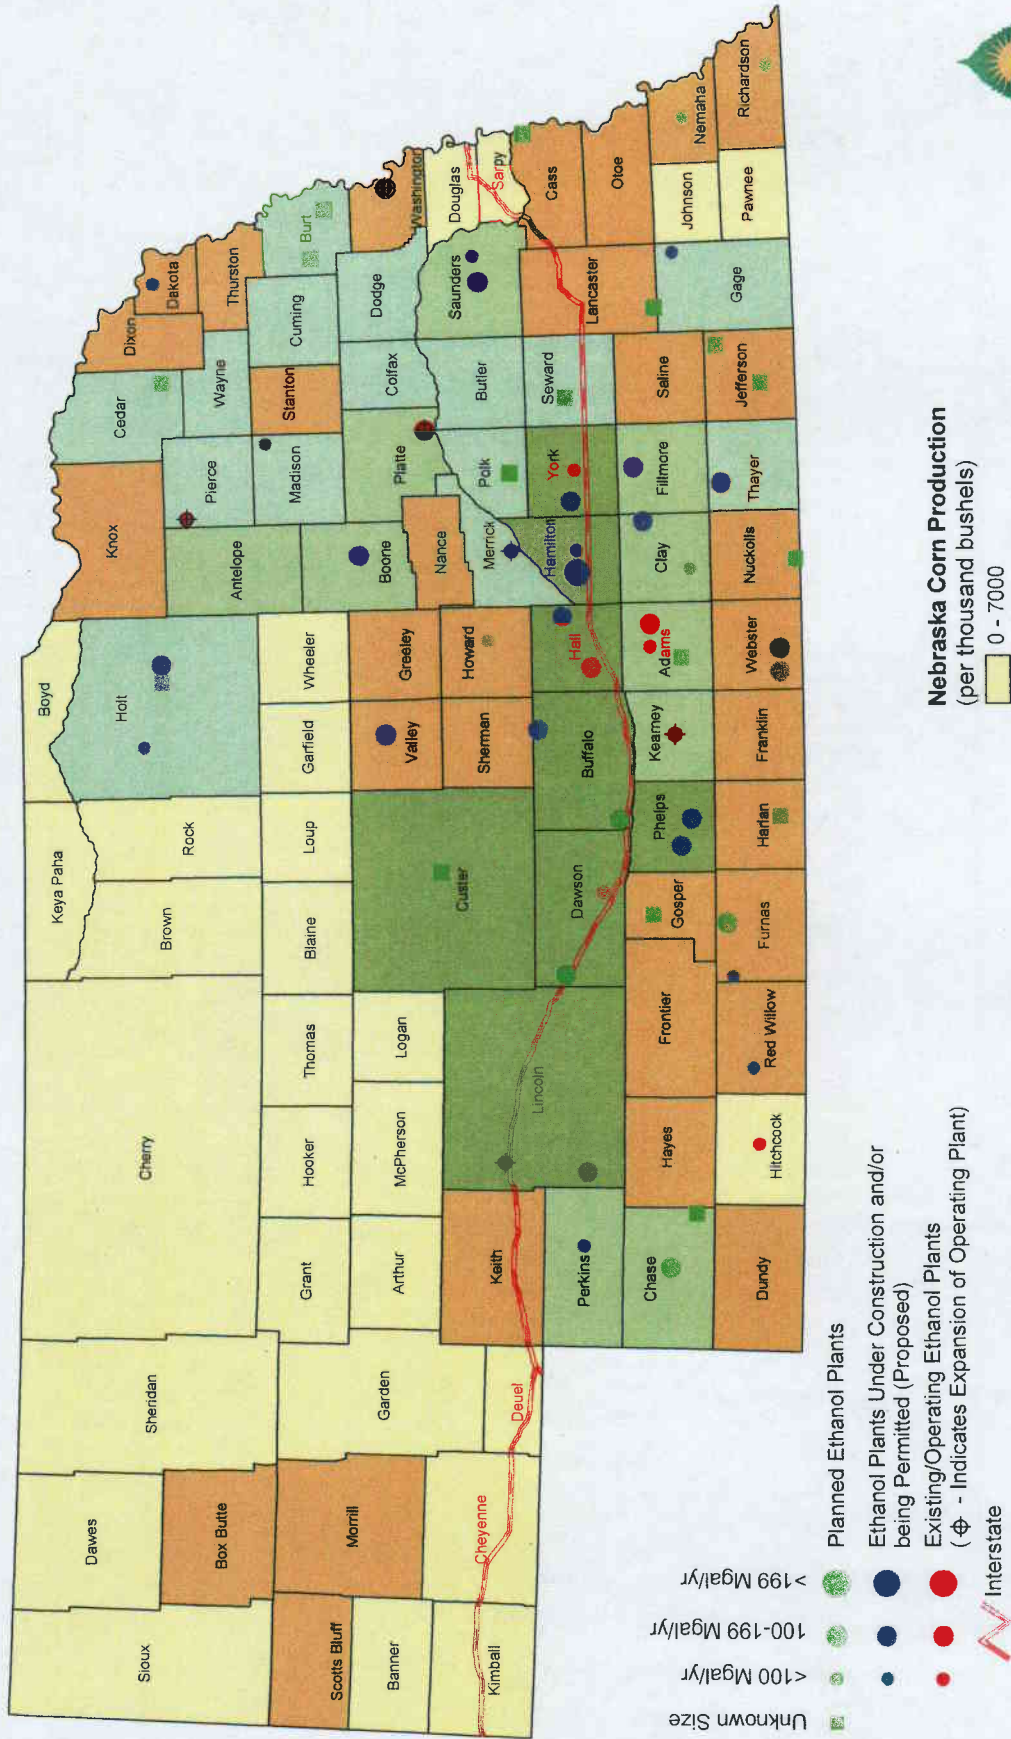 Sioux
Dawes
Sheridan
Cherry
Keya Paha
Boyd
Knox
Cedar
Dixon
Dakota
Box Butte
Brown
Rock
Holt
Antelope
Pierce
Wayne
Thurston
Scotts Bluff
Morrill
Garden
Grant
Hooker
Thomas
Blaine
Loup
Garfield
Wheeler
Boone
Madison
Stanton
Cuming
Burt
Banner
Arthur
McPherson
Logan
Custer
Valley
Greeley
Nance
Platte
Colfax
Dodge
Washington
Kimball
Cheyenne
Deuel
Keith
Lincoln
Sherman
Howard
Merrick
Polk
Butler
Saunders
Douglas
Sarpy
Perkins
Dawson
Buffalo
Hall
Hamilton
York
Seward
Lancaster
Cass
Otoe
Chase
Hayes
Frontier
Gosper
Phelps
Kearney
Adams
Clay
Fillmore
Saline
Gage
Johnson
Nemaha
Dundy
Hitchcock
Red Willow
Furnas
Harlan
Franklin
Webster
Nuckolls
Thayer
Jefferson
Pawnee
Richardson
Unknown Size
<100 Mgal/yr
100-199 Mgal/yr
>199 Mgal/yr
Planned Ethanol Plants
Ethanol Plants Under Construction and/or
being Permitted (Proposed)
Existing/Operating Ethanol Plants
( - Indicates Expansion of Operating Plant)
Interstate
Nebraska Corn Production
(per thousand bushels)
0 - 7000